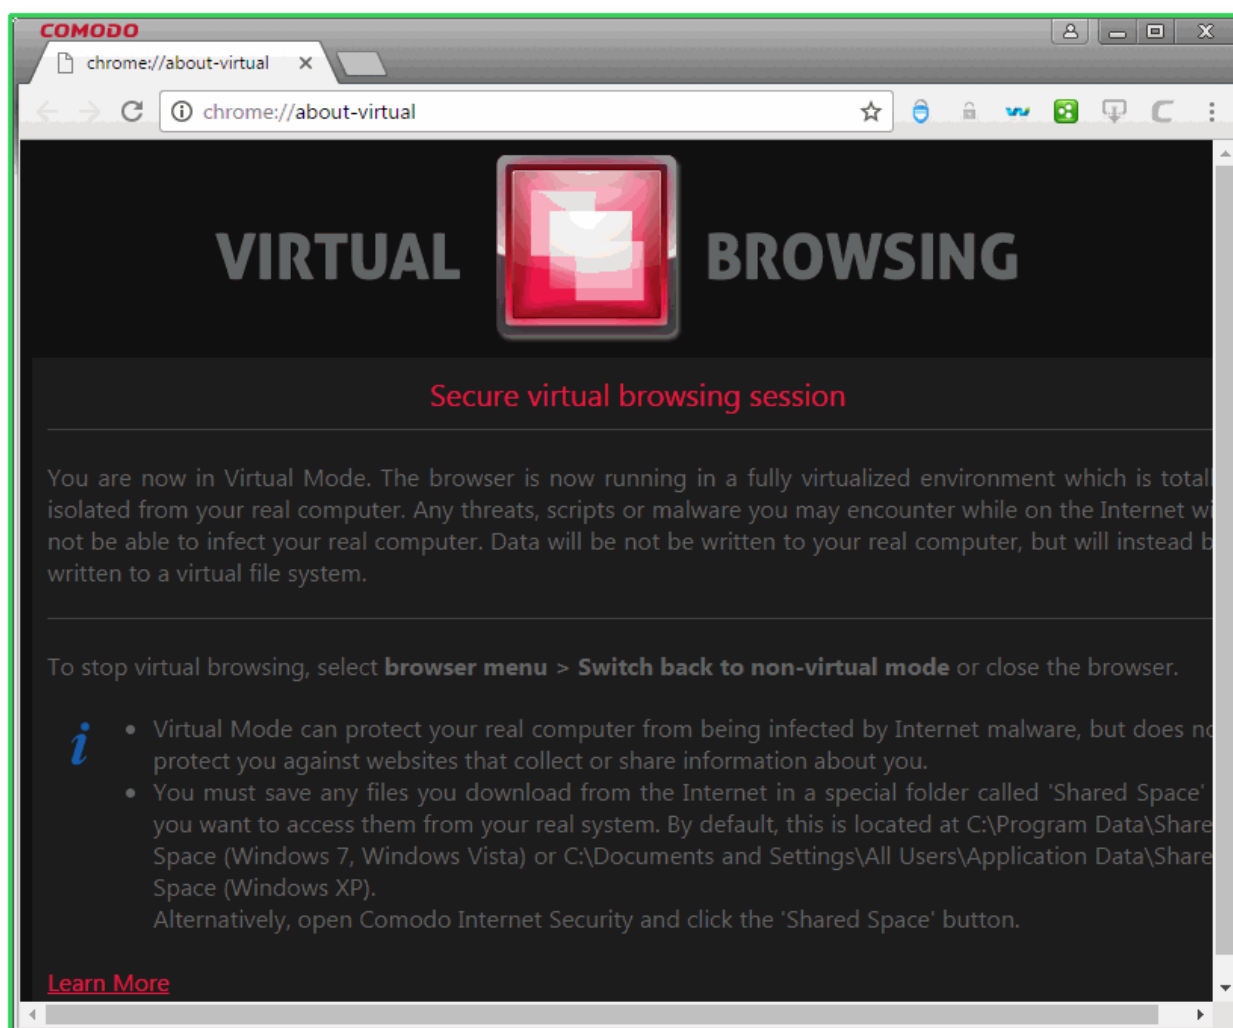 COMODO
chrome://about-virtual
chrome://about-virtual
VIRTUAL BROWSING
Secure virtual browsing session
You are now in Virtual Mode. The browser is now running in a fully virtualized environment which is total
isolated from your real computer. Any threats, scripts or malware you may encounter while on the Internet wi
not be able to infect your real computer. Data will be not be written to your real computer, but will instead b
written to a virtual file system.
To stop virtual browsing, select browser menu > Switch back to non-virtual mode or close the browser.
i
• Virtual Mode can protect your real computer from being infected by Internet malware, but does no
protect you against websites that collect or share information about you.
• You must save any files you download from the Internet in a special folder called 'Shared Space'
you want to access them from your real system. By default, this is located at C:\Program Data\Share
Space (Windows 7, Windows Vista) or C:\Documents and Settings\All Users\Application Data\Share
Space (Windows XP).
Alternatively, open Comodo Internet Security and click the 'Shared Space' button.
Learn More